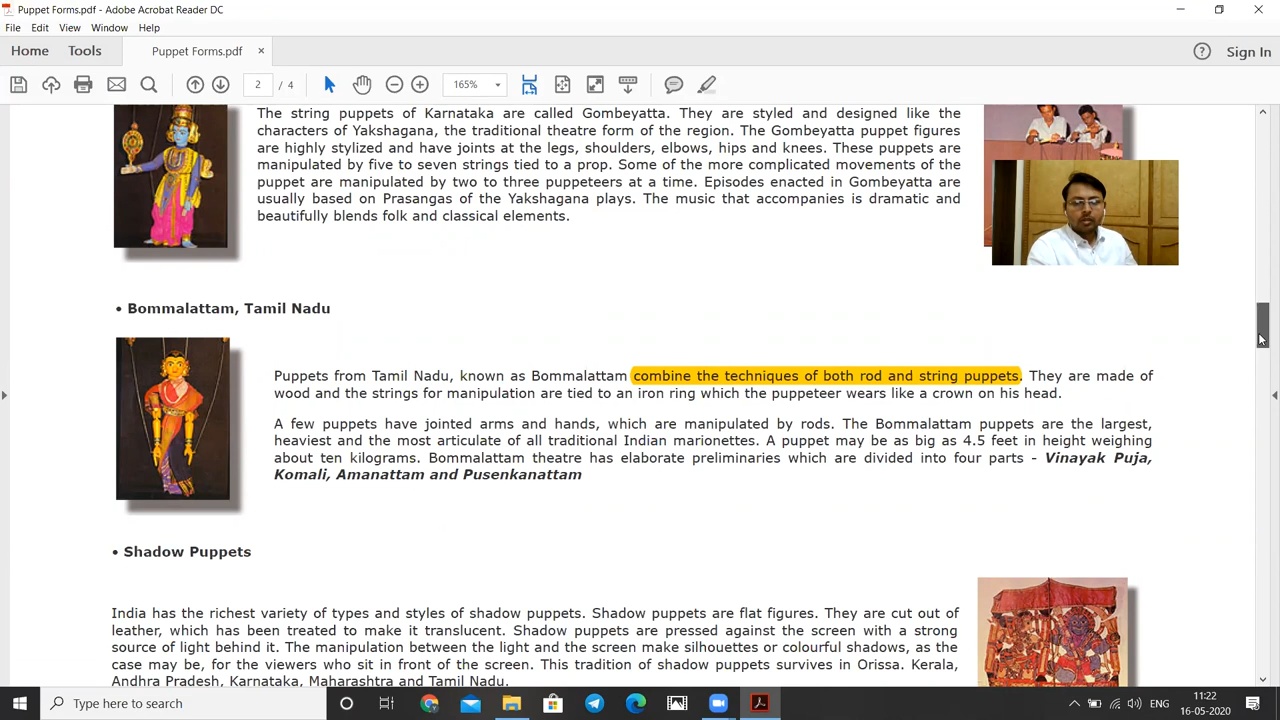 Puppet Forms.pdf - Adobe Acrobat Reader DC
File Edit View Window Help
Home Tools Puppet Forms.pdf × Sign In
2 / 4 165%
The string puppets of Karnataka are called Gombeyatta. They are styled and designed like the
characters of Yakshagana, the traditional theatre form of the region. The Gombeyatta puppet figures
are highly stylized and have joints at the legs, shoulders, elbows, hips and knees. These puppets are
manipulated by five to seven strings tied to a prop. Some of the more complicated movements of the
puppet are manipulated by two to three puppeteers at a time. Episodes enacted in Gombeyatta are
usually based on Prasangas of the Yakshagana plays. The music that accompanies is dramatic and
beautifully blends folk and classical elements.
• Bommalattam, Tamil Nadu
Puppets from Tamil Nadu, known as Bommalattam combine the techniques of both rod and string puppets. They are made of
wood and the strings for manipulation are tied to an iron ring which the puppeteer wears like a crown on his head.
A few puppets have jointed arms and hands, which are manipulated by rods. The Bommalattam puppets are the largest,
heaviest and the most articulate of all traditional Indian marionettes. A puppet may be as big as 4.5 feet in height weighing
about ten kilograms. Bommalattam theatre has elaborate preliminaries which are divided into four parts - Vinayak Puja,
Komali, Amanattam and Pusenkanattam
• Shadow Puppets
India has the richest variety of types and styles of shadow puppets. Shadow puppets are flat figures. They are cut out of
leather, which has been treated to make it translucent. Shadow puppets are pressed against the screen with a strong
source of light behind it. The manipulation between the light and the screen make silhouettes or colourful shadows, as the
case may be, for the viewers who sit in front of the screen. This tradition of shadow puppets survives in Orissa. Kerala,
Andhra Pradesh, Karnataka, Maharashtra and Tamil Nadu.
Type here to search
ENG
11:22
16-05-2020